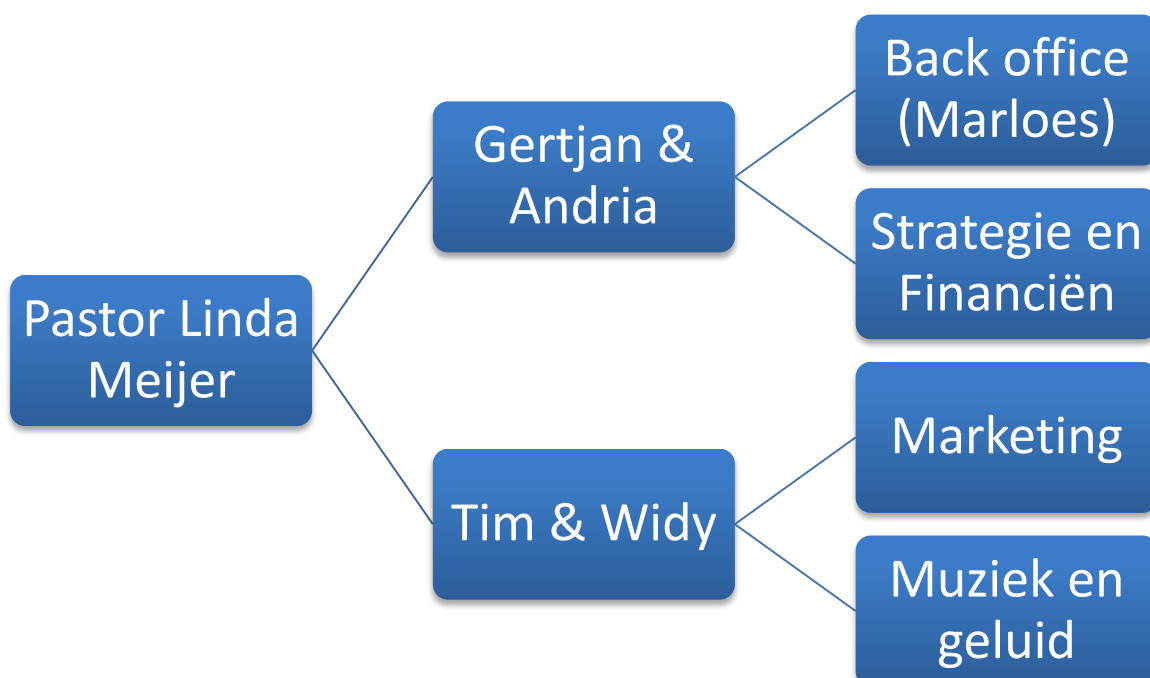 Pastor Linda
Meijer
Gertjan &
Andria
Back office
(Marloes)
Strategie en
Financiën
Tim & Widy
Marketing
Muziek en
geluid